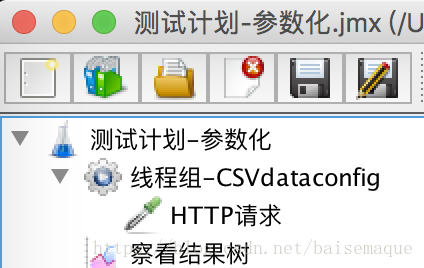 测试计划-参数化.jmx (/U
测试计划-参数化
线程组-CSVdataconfig
HTTP请求
察看结果树
http://blog.csdn.net/baisemaque